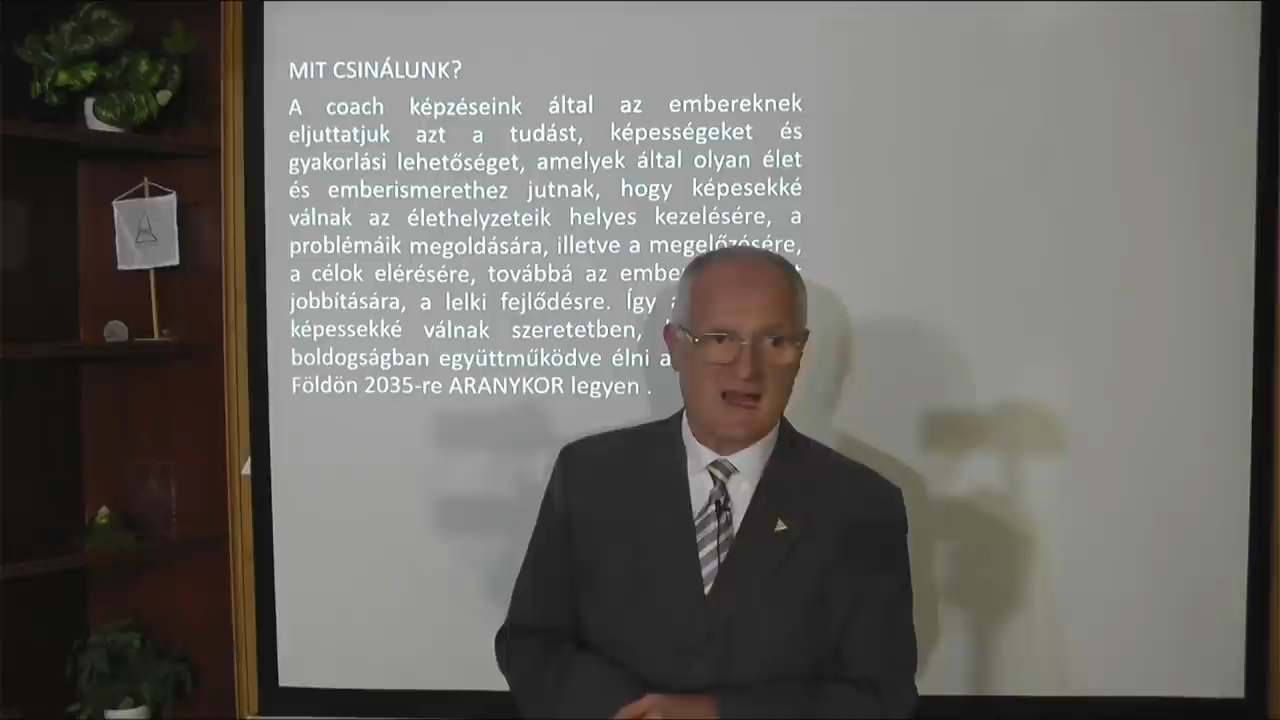 MIT CSINÁLUNK?
A coach képzéseink által az embereknek
eljuttatjuk azt a tudást, képességeket és
gyakorlási lehetőséget, amelyek által olyan élet
és emberismerethez jutnak, hogy képesekké
válnak az élethelyzeteik helyes kezelésére, a
problémáik megoldására, illetve a megelőzésére,
a célok elérésére, továbbá az
jobbítására, a lelki fejlődésre. Így
képessekké válnak szeretetben,
boldogságban együttműködve élni a
Földön 2035-re ARANYKOR legyen .